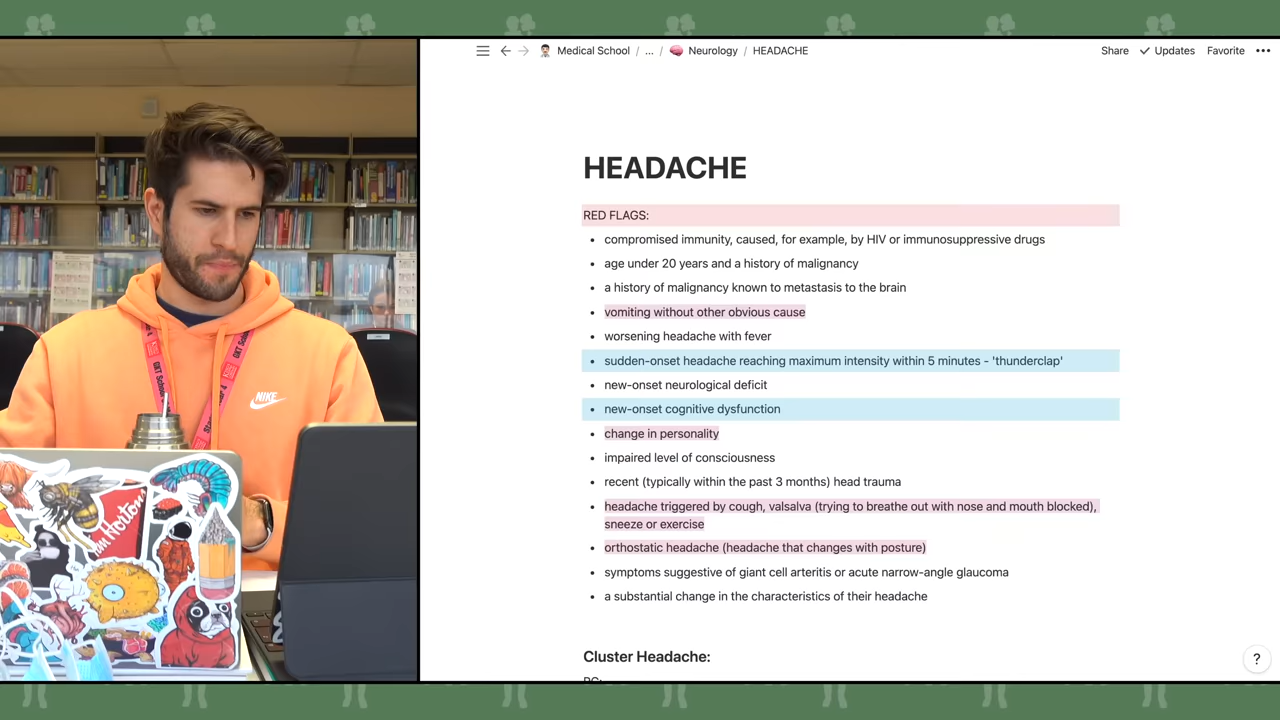 Medical School / ... / Neurology / HEADACHE
Share Updates Favorite
HEADACHE
RED FLAGS:
• compromised immunity, caused, for example, by HIV or immunosuppressive drugs
• age under 20 years and a history of malignancy
• a history of malignancy known to metastasis to the brain
• vomiting without other obvious cause
• worsening headache with fever
• sudden-onset headache reaching maximum intensity within 5 minutes - 'thunderclap'
• new-onset neurological deficit
• new-onset cognitive dysfunction
• change in personality
• impaired level of consciousness
• recent (typically within the past 3 months) head trauma
• headache triggered by cough, valsalva (trying to breathe out with nose and mouth blocked),
sneeze or exercise
• orthostatic headache (headache that changes with posture)
• symptoms suggestive of giant cell arteritis or acute narrow-angle glaucoma
• a substantial change in the characteristics of their headache
Cluster Headache:
?
NIKE